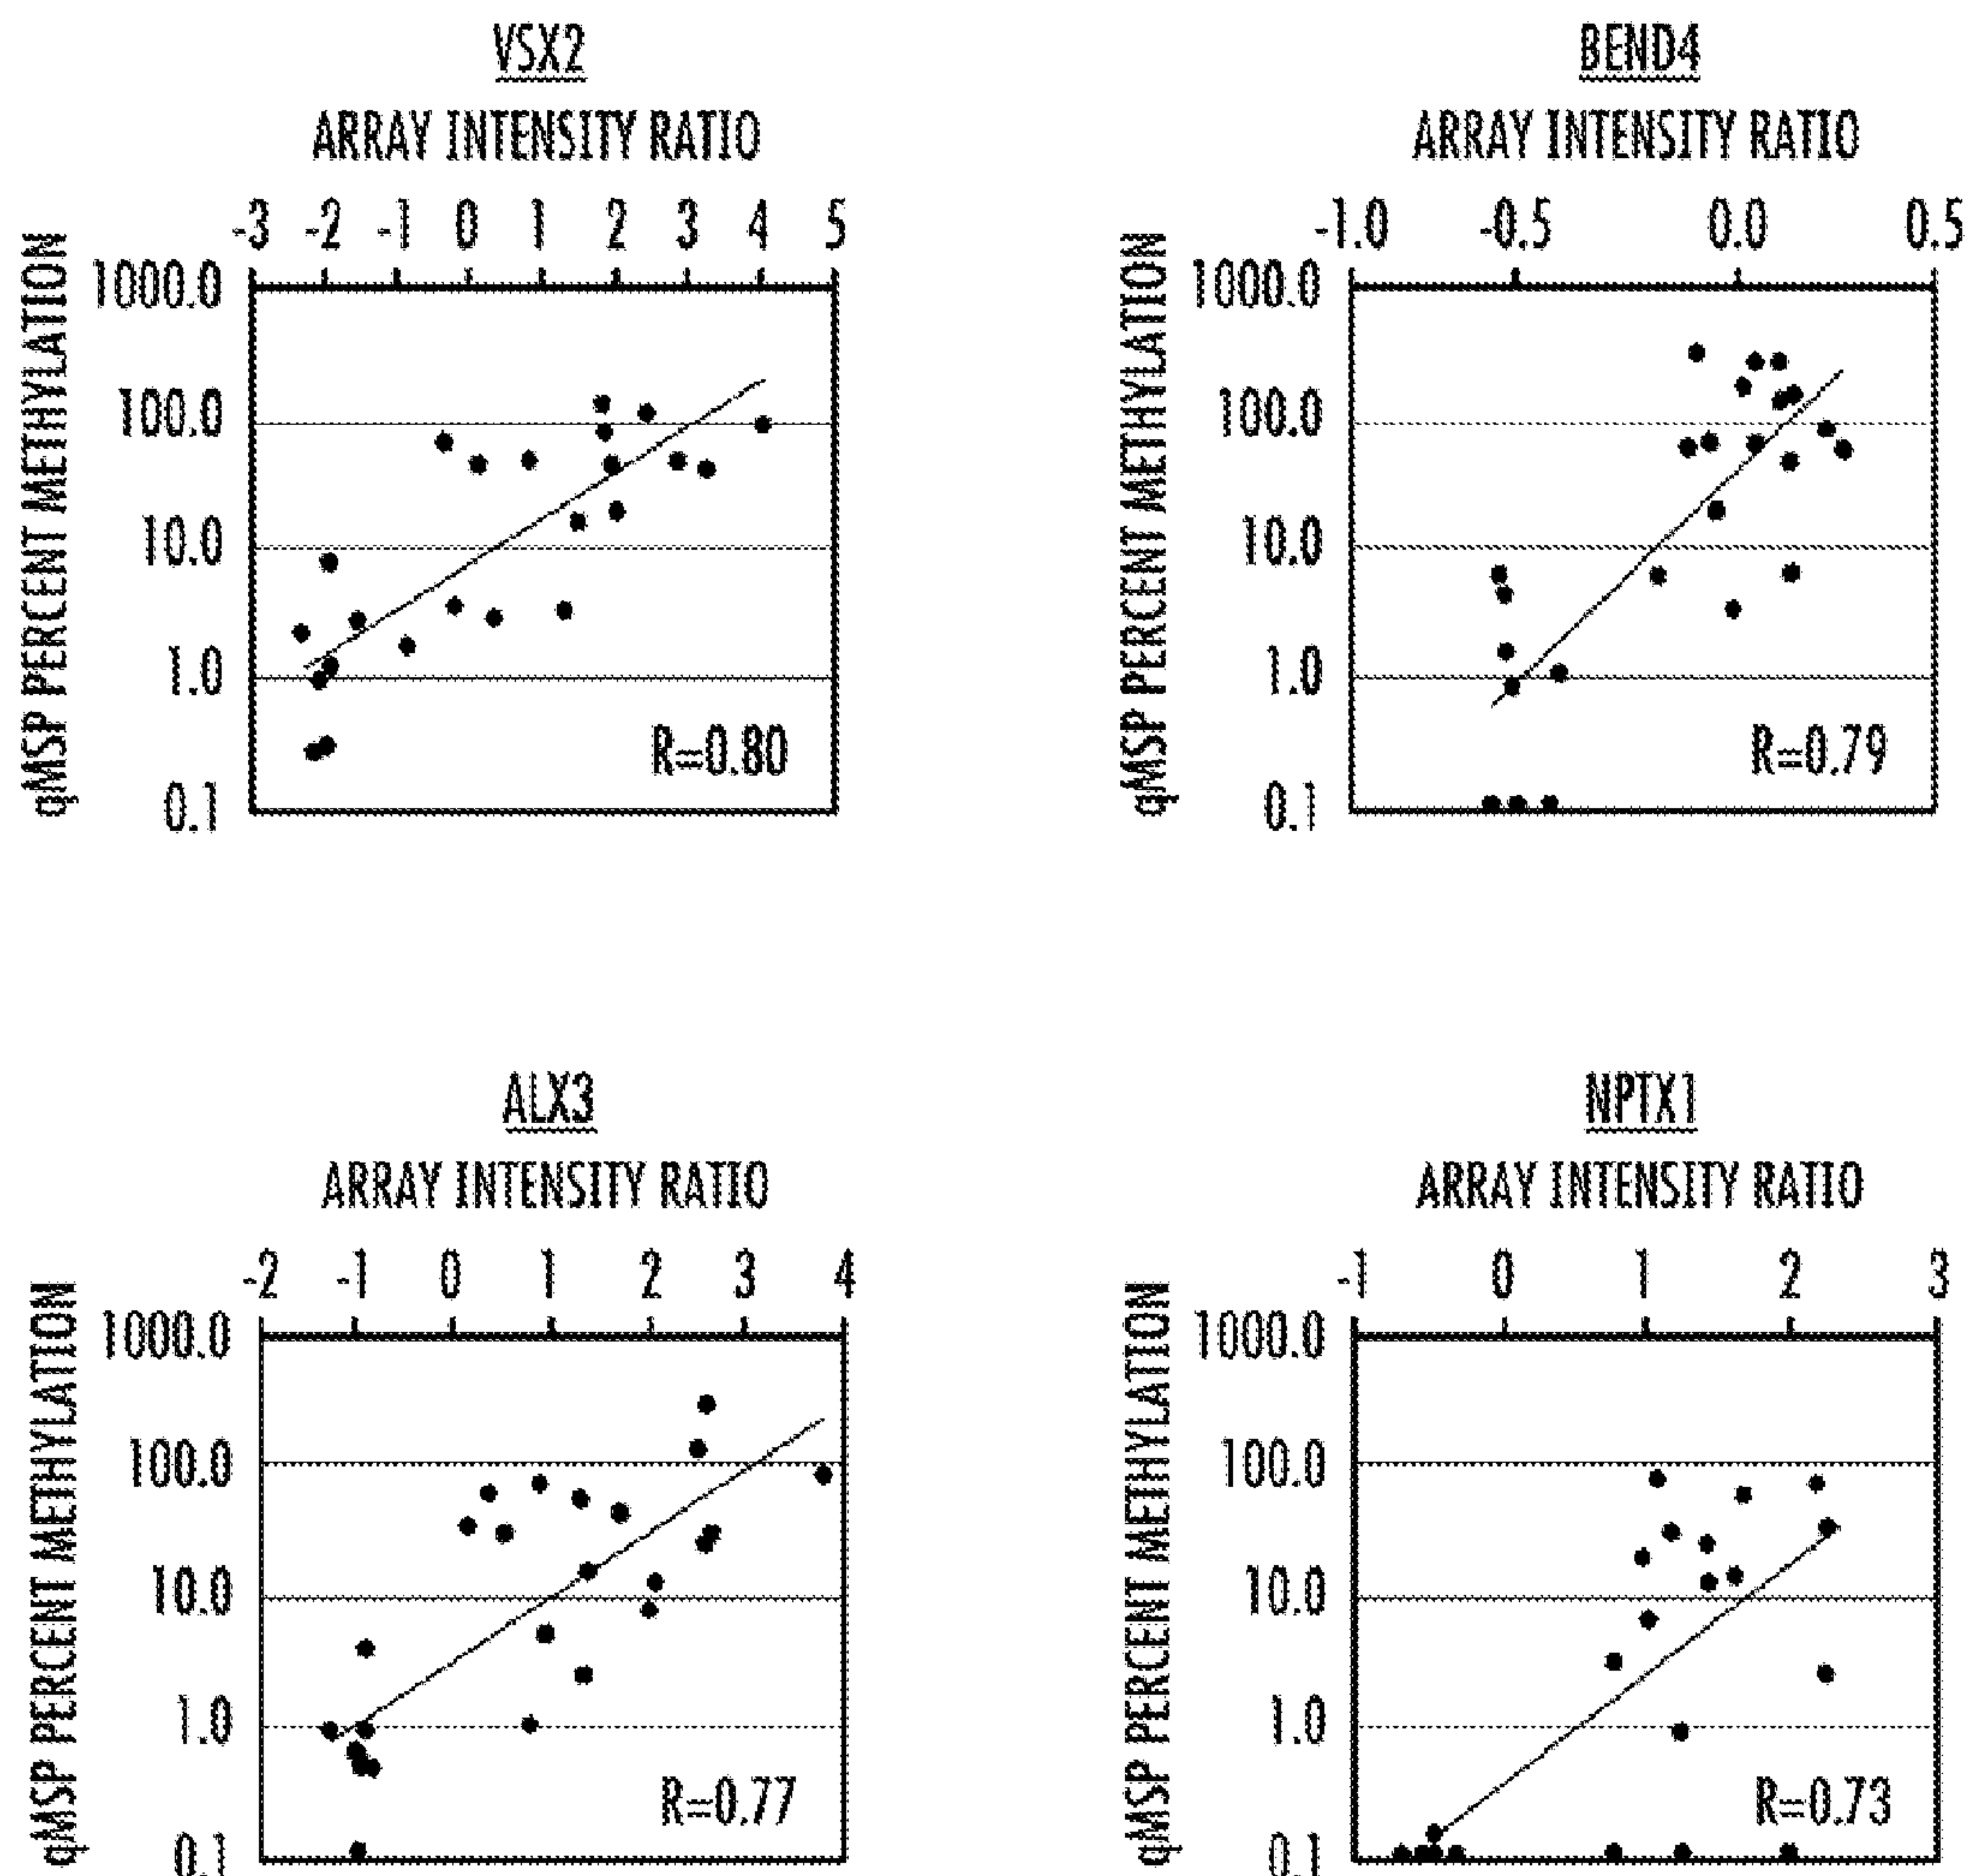 VSX2
ARRAY INTENSITY RATIO
-3 -2 -1 0 1 2 3 4 5
qMSP PERCENT METHYLATION
1000.0
100.0
10.0
1.0
0.1
R=0.80
BEND4
ARRAY INTENSITY RATIO
-1.0 -0.5 0.0 0.5
qMSP PERCENT METHYLATION
1000.0
100.0
10.0
1.0
0.1
R=0.79
ALX3
ARRAY INTENSITY RATIO
-2 -1 0 1 2 3 4
qMSP PERCENT METHYLATION
1000.0
100.0
10.0
1.0
0.1
R=0.77
NPTX1
ARRAY INTENSITY RATIO
-1 0 1 2 3
qMSP PERCENT METHYLATION
1000.0
100.0
10.0
1.0
0.1
R=0.73